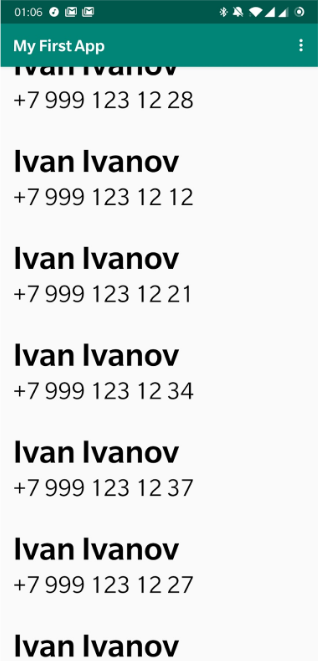 01:06
My First App
Ivan Ivanov
+7 999 123 12 28
Ivan Ivanov
+7 999 123 12 12
Ivan Ivanov
+7 999 123 12 21
Ivan Ivanov
+7 999 123 12 34
Ivan Ivanov
+7 999 123 12 37
Ivan Ivanov
+7 999 123 12 27
Ivan Ivanov